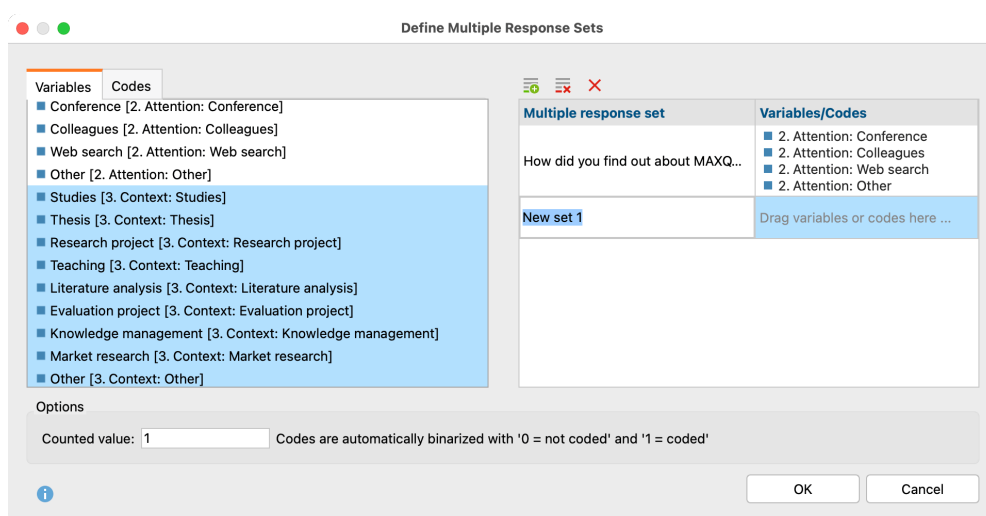 Define Multiple Response Sets
Variables
Codes
Conference [2. Attention: Conference]
Colleagues [2. Attention: Colleagues]
Web search [2. Attention: Web search]
Other [2. Attention: Other]
Studies [3. Context: Studies]
Thesis [3. Context: Thesis]
Research project [3. Context: Research project]
Teaching [3. Context: Teaching]
Literature analysis [3. Context: Literature analysis]
Evaluation project [3. Context: Evaluation project]
Knowledge management [3. Context: Knowledge management]
Market research [3. Context: Market research]
Other [3. Context: Other]
Multiple response set
Variables/Codes
How did you find out about MAXQ...
2. Attention: Conference
2. Attention: Colleagues
2. Attention: Web search
2. Attention: Other
New set 1
Drag variables or codes here ...
Options
Counted value: 1 Codes are automatically binarized with '0 = not coded' and '1 = coded'
OK
Cancel